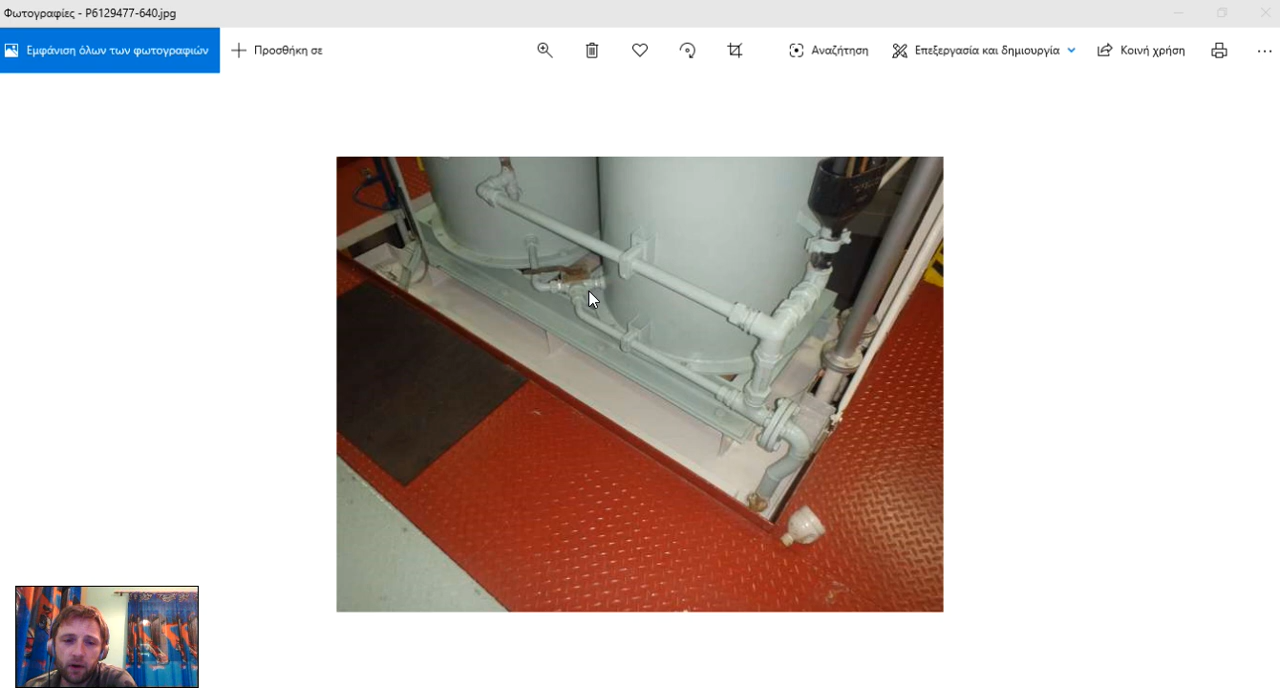 Φωτογραφίες - P6129477-640.jpg
Εμφάνιση όλων των φωτογραφιών
Προσθήκη σε
Αναζήτηση
Επεξεργασία και δημιουργία
Κοινή χρήση